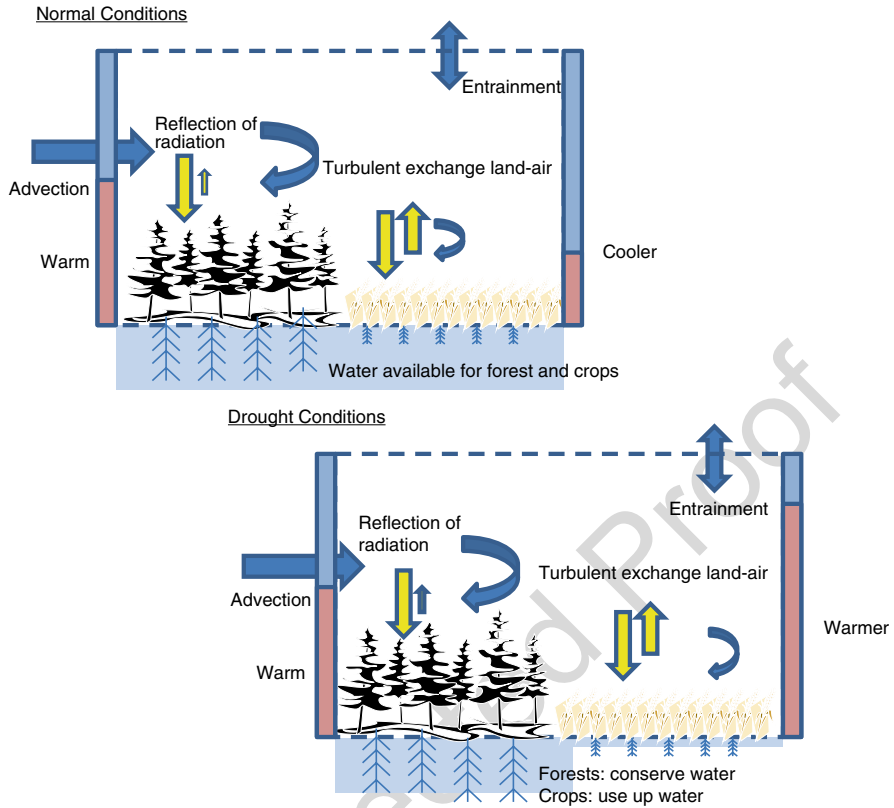 Normal Conditions
Entrainment
Reflection of
radiation
Turbulent exchange land-air
Advection
Warm
Cooler
Water available for forest and crops
Drought Conditions
Entrainment
Reflection of
radiation
Turbulent exchange land-air
Advection
Warmer
Warm
Forests: conserve water
Crops: use up water
ted Proof